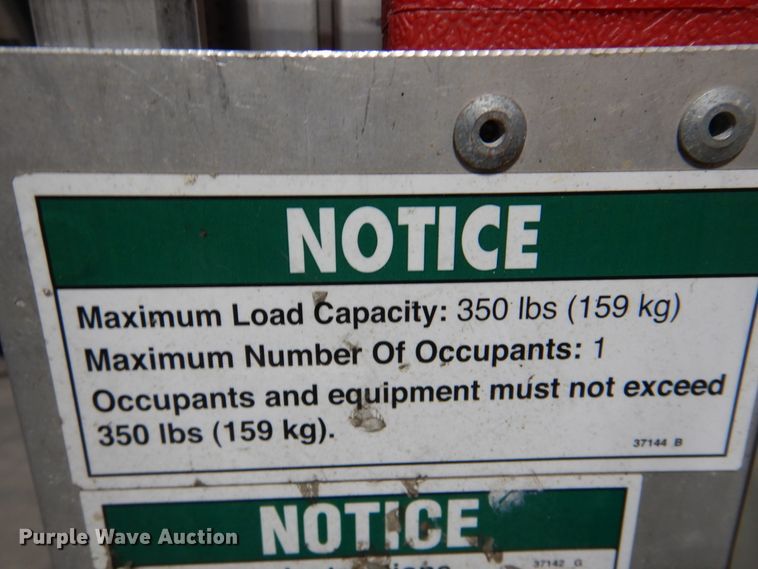 NOTICE
Maximum Load Capacity: 350 lbs (159 kg)
Maximum Number Of Occupants: 1
Occupants and equipment must not exceed
350 lbs (159 kg).
37144 B
NOTICE
37142 G
Purple Wave Auction